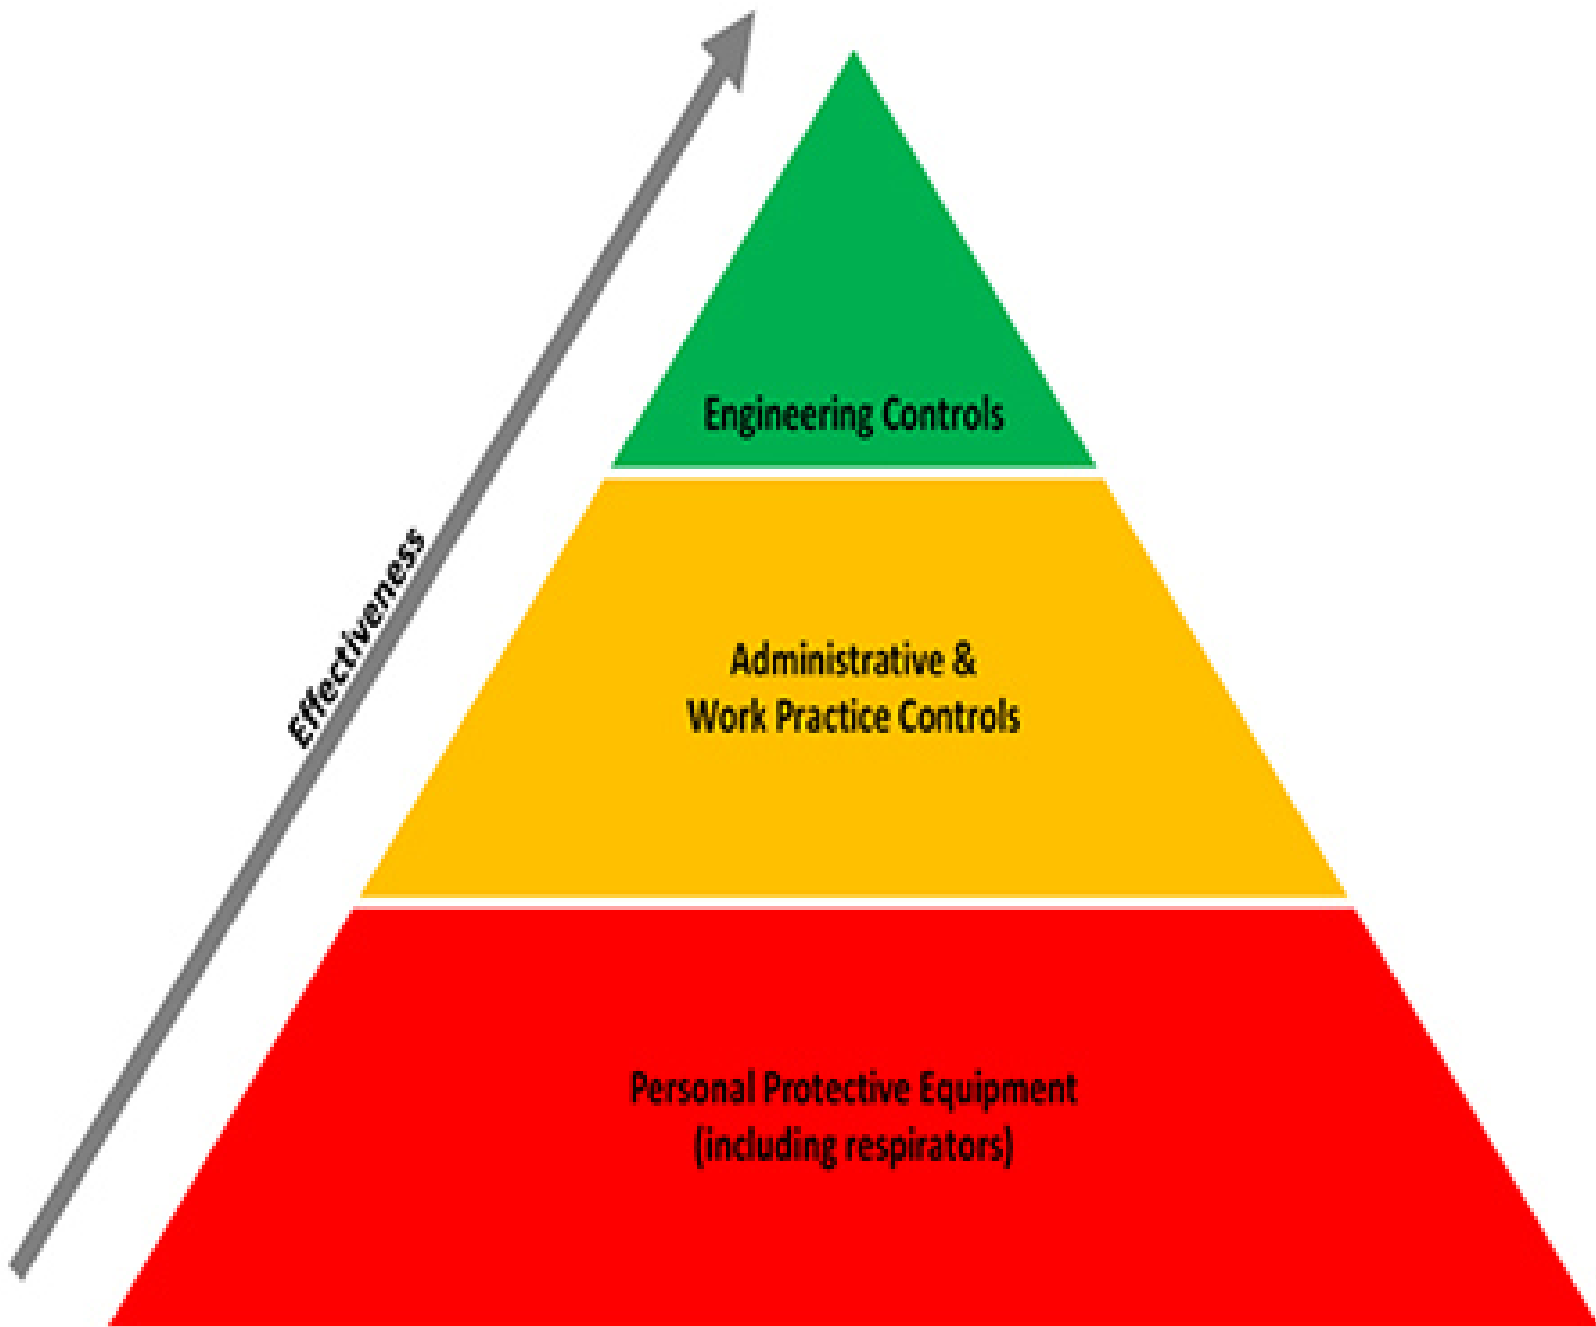 Engineering Controls
Effectiveness
Administrative &
Work Practice Controls
Personal Protective Equipment
(including respirators)